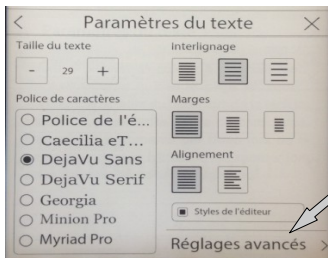 Paramètres du texte
Taille du texte
- 29 +
Police de caractères
Police de l'é...
Caecilia eT...
DejaVu Sans
DejaVu Serif
Georgia
Minion Pro
Myriad Pro
Interlignage
Marges
Alignement
Styles de l'éditeur
Réglages avancés